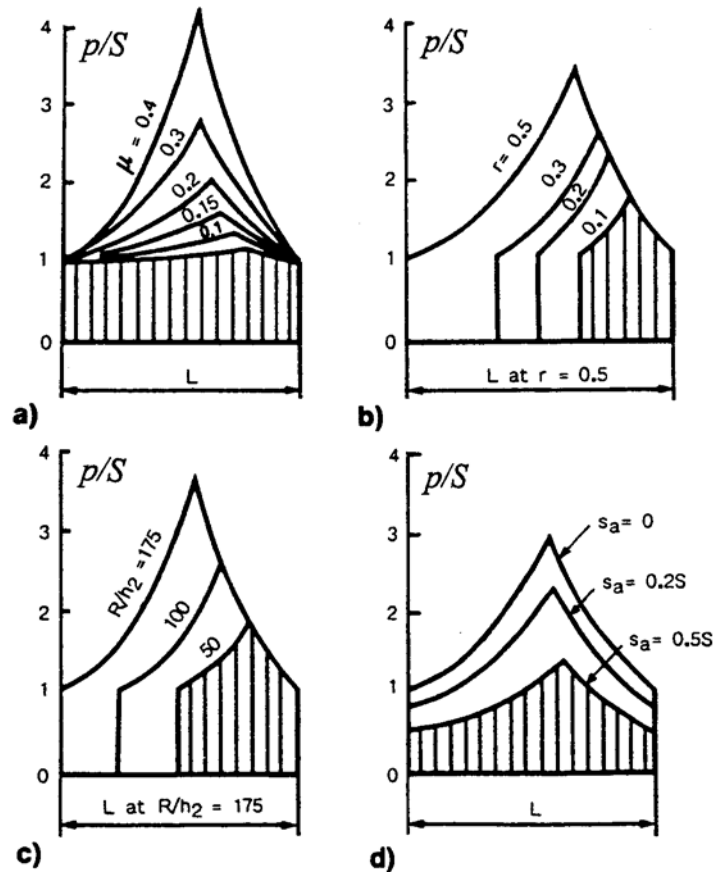 p/S
4
3
2
1
0
μ = 0.4
0.3
0.2
0.15
0.1
L
a)
p/S
4
3
2
1
0
r = 0.5
0.3
0.2
0.1
L at r = 0.5
b)
p/S
4
3
2
1
0
R/h2 = 175
100
50
L at R/h2 = 175
c)
p/S
4
3
2
1
0
sa = 0
sa = 0.2S
sa = 0.5S
L
d)